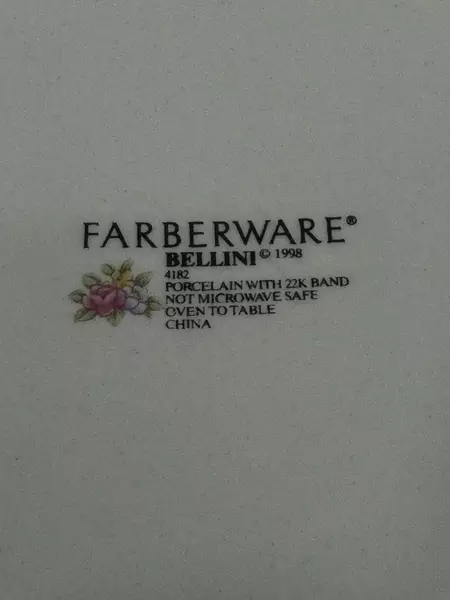 FARBERWARE®
BELLINI © 1998
4182
PORCELAIN WITH 22K BAND
NOT MICROWAVE SAFE
OVEN TO TABLE
CHINA